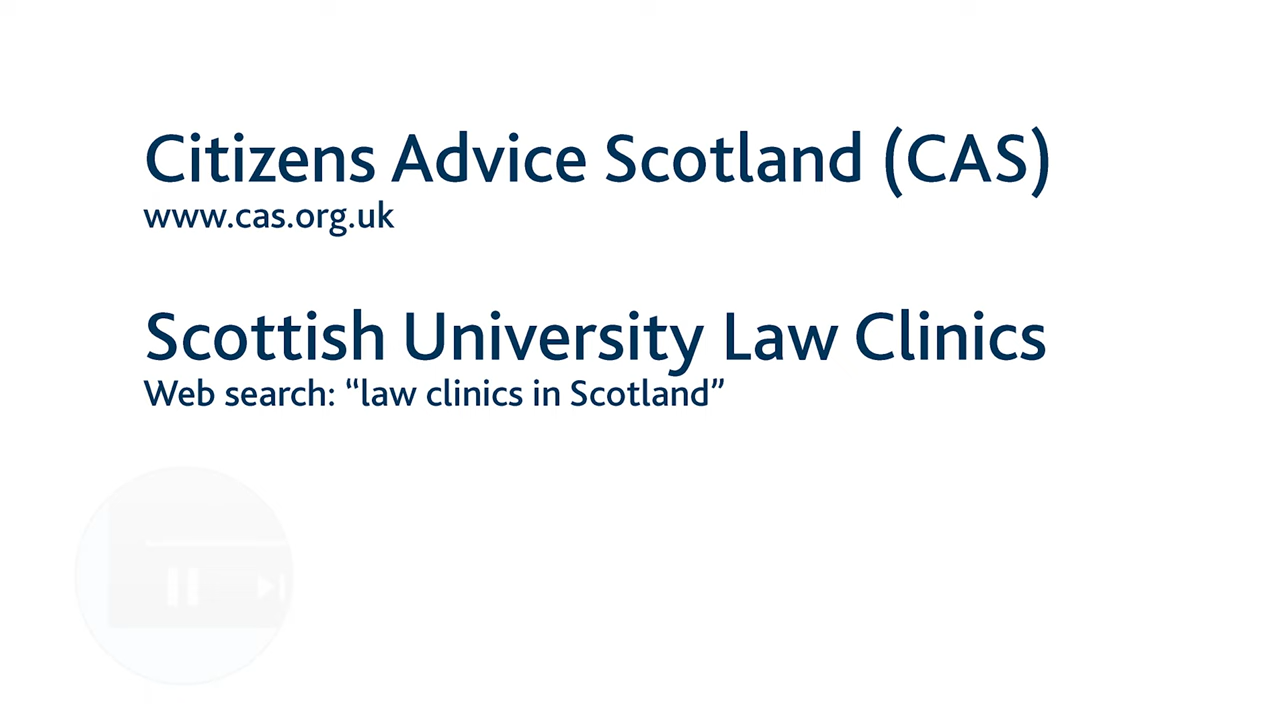 Citizens Advice Scotland (CAS)
www.cas.org.uk
Scottish University Law Clinics
Web search: “law clinics in Scotland”